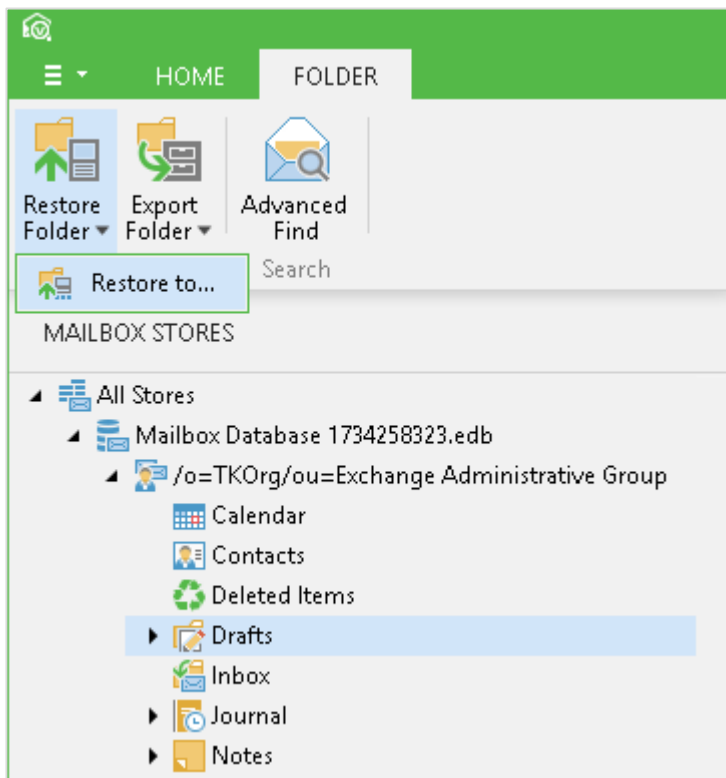 HOME FOLDER
Restore Folder
Export Folder
Advanced Find
Restore to...
Search
MAILBOX STORES
All Stores
Mailbox Database 1734258323.edb
/o=TKOrg/ou=Exchange Administrative Group
Calendar
Contacts
Deleted Items
Drafts
Inbox
Journal
Notes